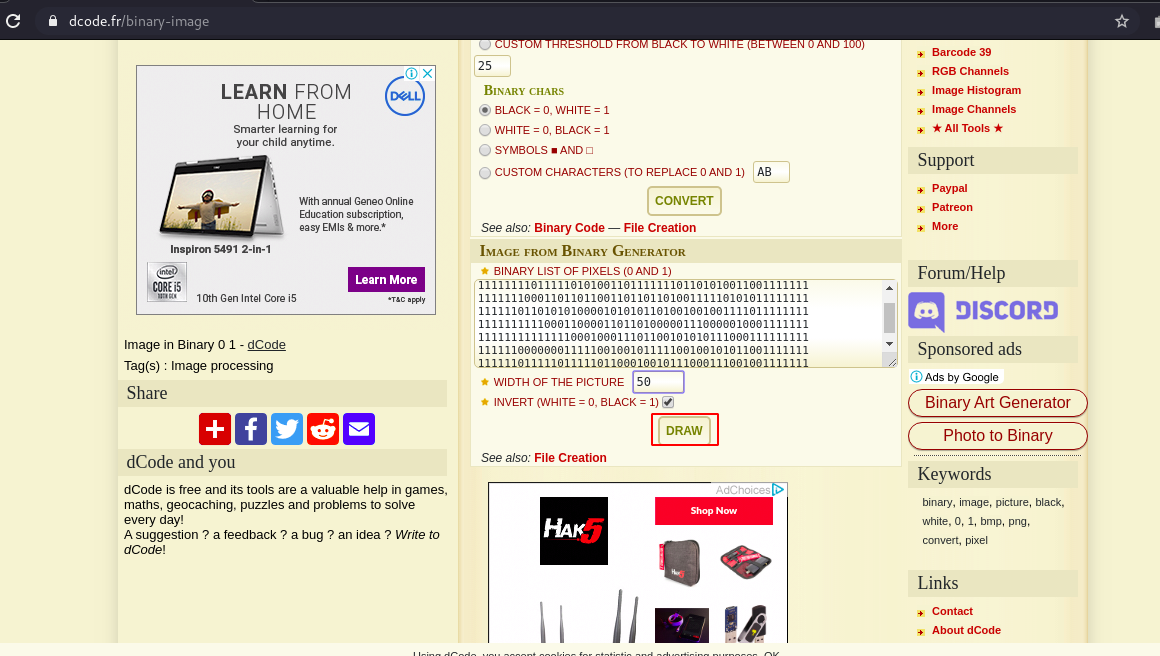 dcode.fr/binary-image
LEARN FROM
HOME
Smarter learning for
your child anytime.
DELL
With annual Geneo Online
Education subscription,
easy EMIs & more.*
Inspiron 5491 2-in-1
intel
CORE i5
10th GEN
10th Gen Intel Core i5
Learn More
*T&C apply
Image in Binary 0 1 - dCode
Tag(s) : Image processing
Share
dCode and you
dCode is free and its tools are a valuable help in games,
maths, geocaching, puzzles and problems to solve
every day!
A suggestion ? a feedback ? a bug ? an idea ? Write to
dCode!
CUSTOM THRESHOLD FROM BLACK TO WHITE (BETWEEN 0 AND 100)
25
Binary chars
BLACK = 0, WHITE = 1
WHITE = 0, BLACK = 1
SYMBOLS ■ AND □
CUSTOM CHARACTERS (TO REPLACE 0 AND 1) AB
CONVERT
See also: Binary Code — File Creation
Image from Binary Generator
★ BINARY LIST OF PIXELS (0 AND 1)
★ WIDTH OF THE PICTURE 50
★ INVERT (WHITE = 0, BLACK = 1)
DRAW
See also: File Creation
AdChoices
HAK5
Shop Now
Barcode 39
RGB Channels
Image Histogram
Image Channels
★ All Tools ★
Support
Paypal
Patreon
More
Forum/Help
DISCORD
Sponsored ads
Ads by Google
Binary Art Generator
Photo to Binary
Keywords
binary, image, picture, black,
white, 0, 1, bmp, png,
convert, pixel
Links
Contact
About dCode
Using dCode, you accept cookies for statistic and advertising purposes. OK